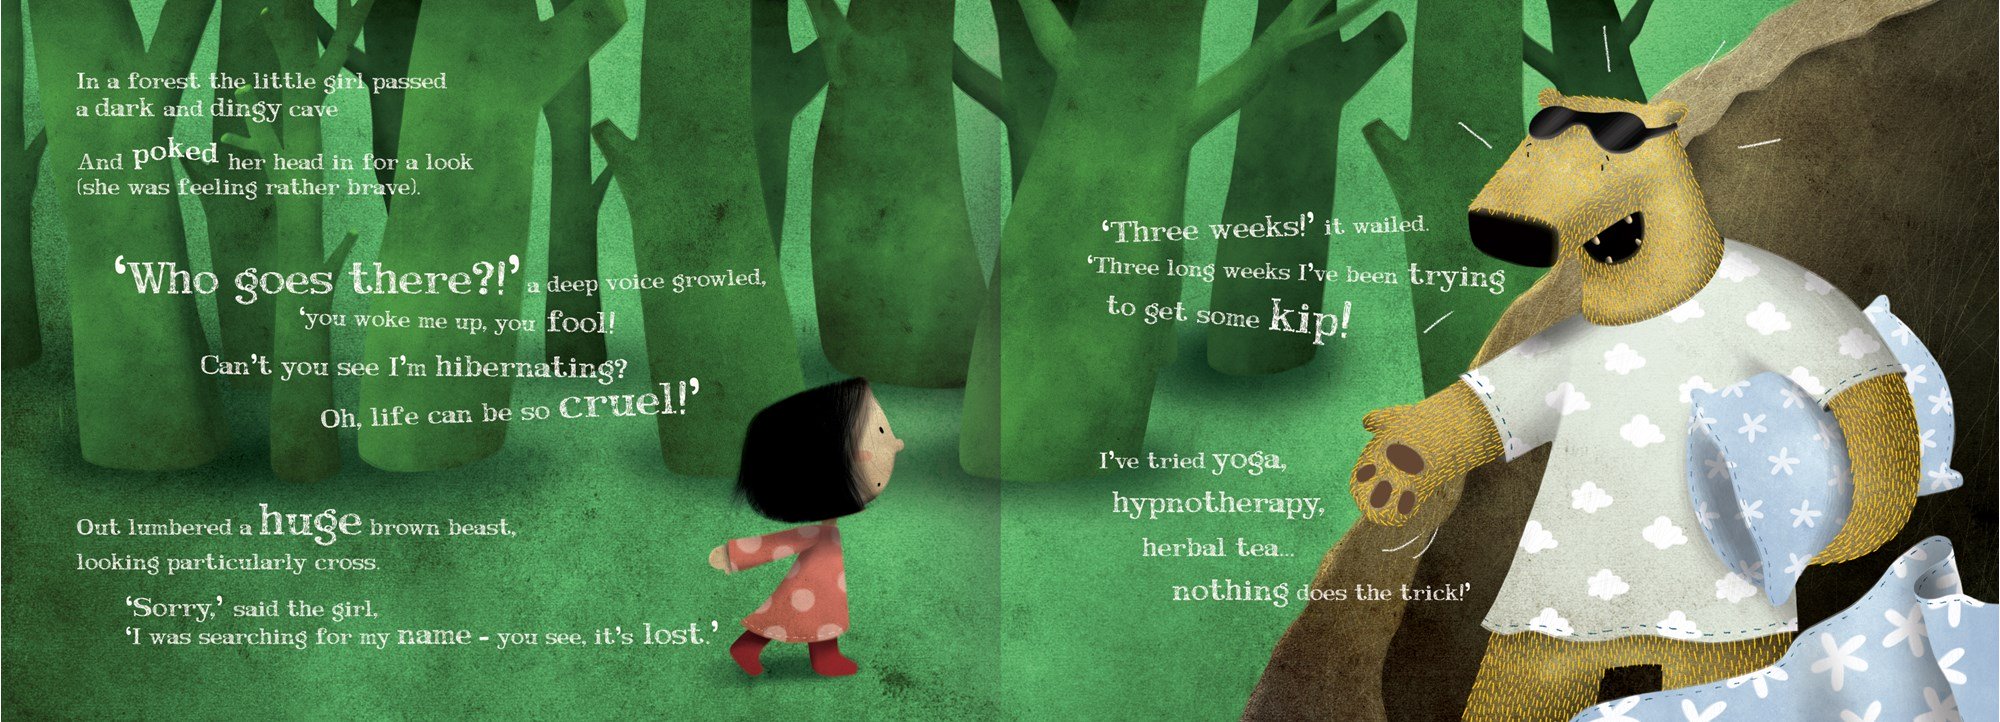 In a forest the little girl passed
a dark and dingy cave
And poked her head in for a look
(she was feeling rather brave).
‘Who goes there?!’ a deep voice growled,
‘you woke me up, you fool!
Can’t you see I’m hibernating?
Oh, life can be so cruel!’
Out lumbered a huge brown beast,
looking particularly cross.
‘Sorry,’ said the girl,
‘I was searching for my name - you see, it’s lost.’
‘Three weeks!’ it wailed.
‘Three long weeks I’ve been trying
to get some kip!
I’ve tried yoga,
hypnotherapy,
herbal tea...
nothing does the trick!’